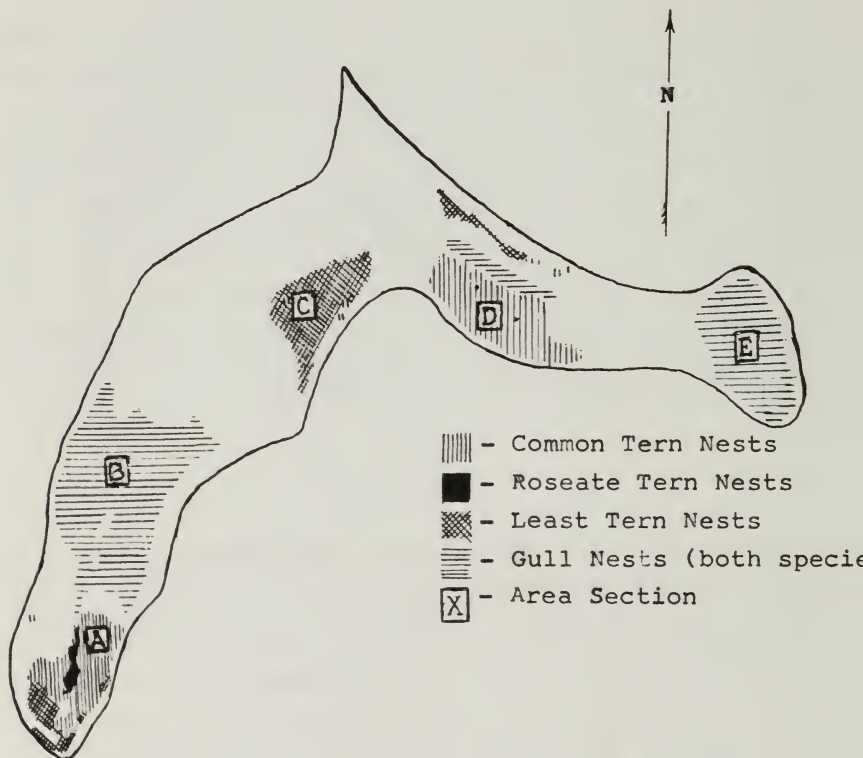 N
C
D
E
B
A
- Common Tern Nests
- Roseate Tern Nests
- Least Tern Nests
- Gull Nests (both specie
X - Area Section